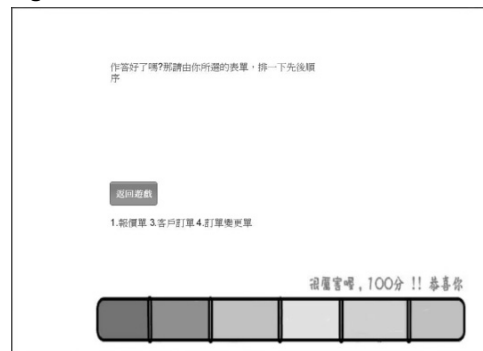 作答好了嗎?那請由你所選的表單，排一下先後順
序
返回遊戲
1.報價單 3.客戶訂單 4.訂單變更單
很厲害喔，100分 !! 恭喜你